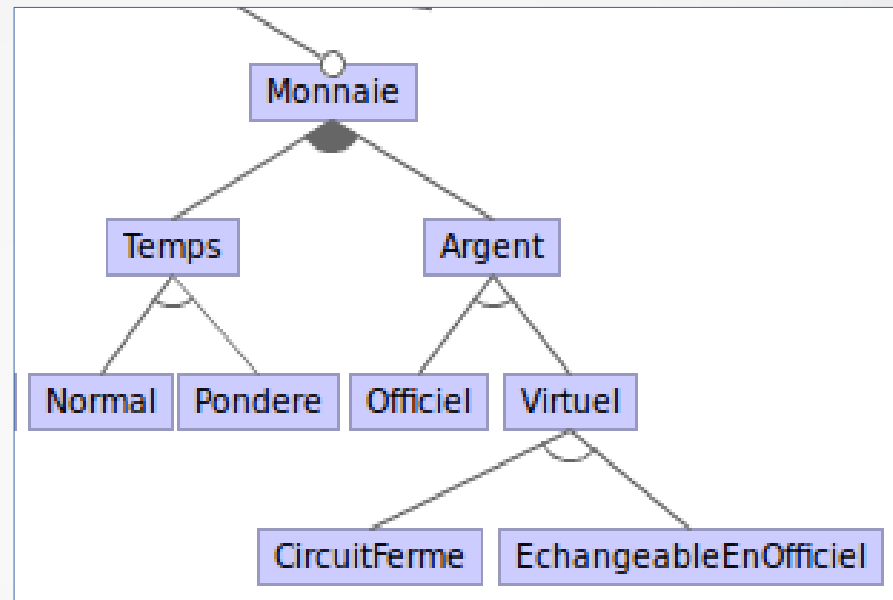 Monnaie
Temps
Argent
Normal
Pondere
Officiel
Virtuel
CircuitFerme
EchangeableEnOfficiel